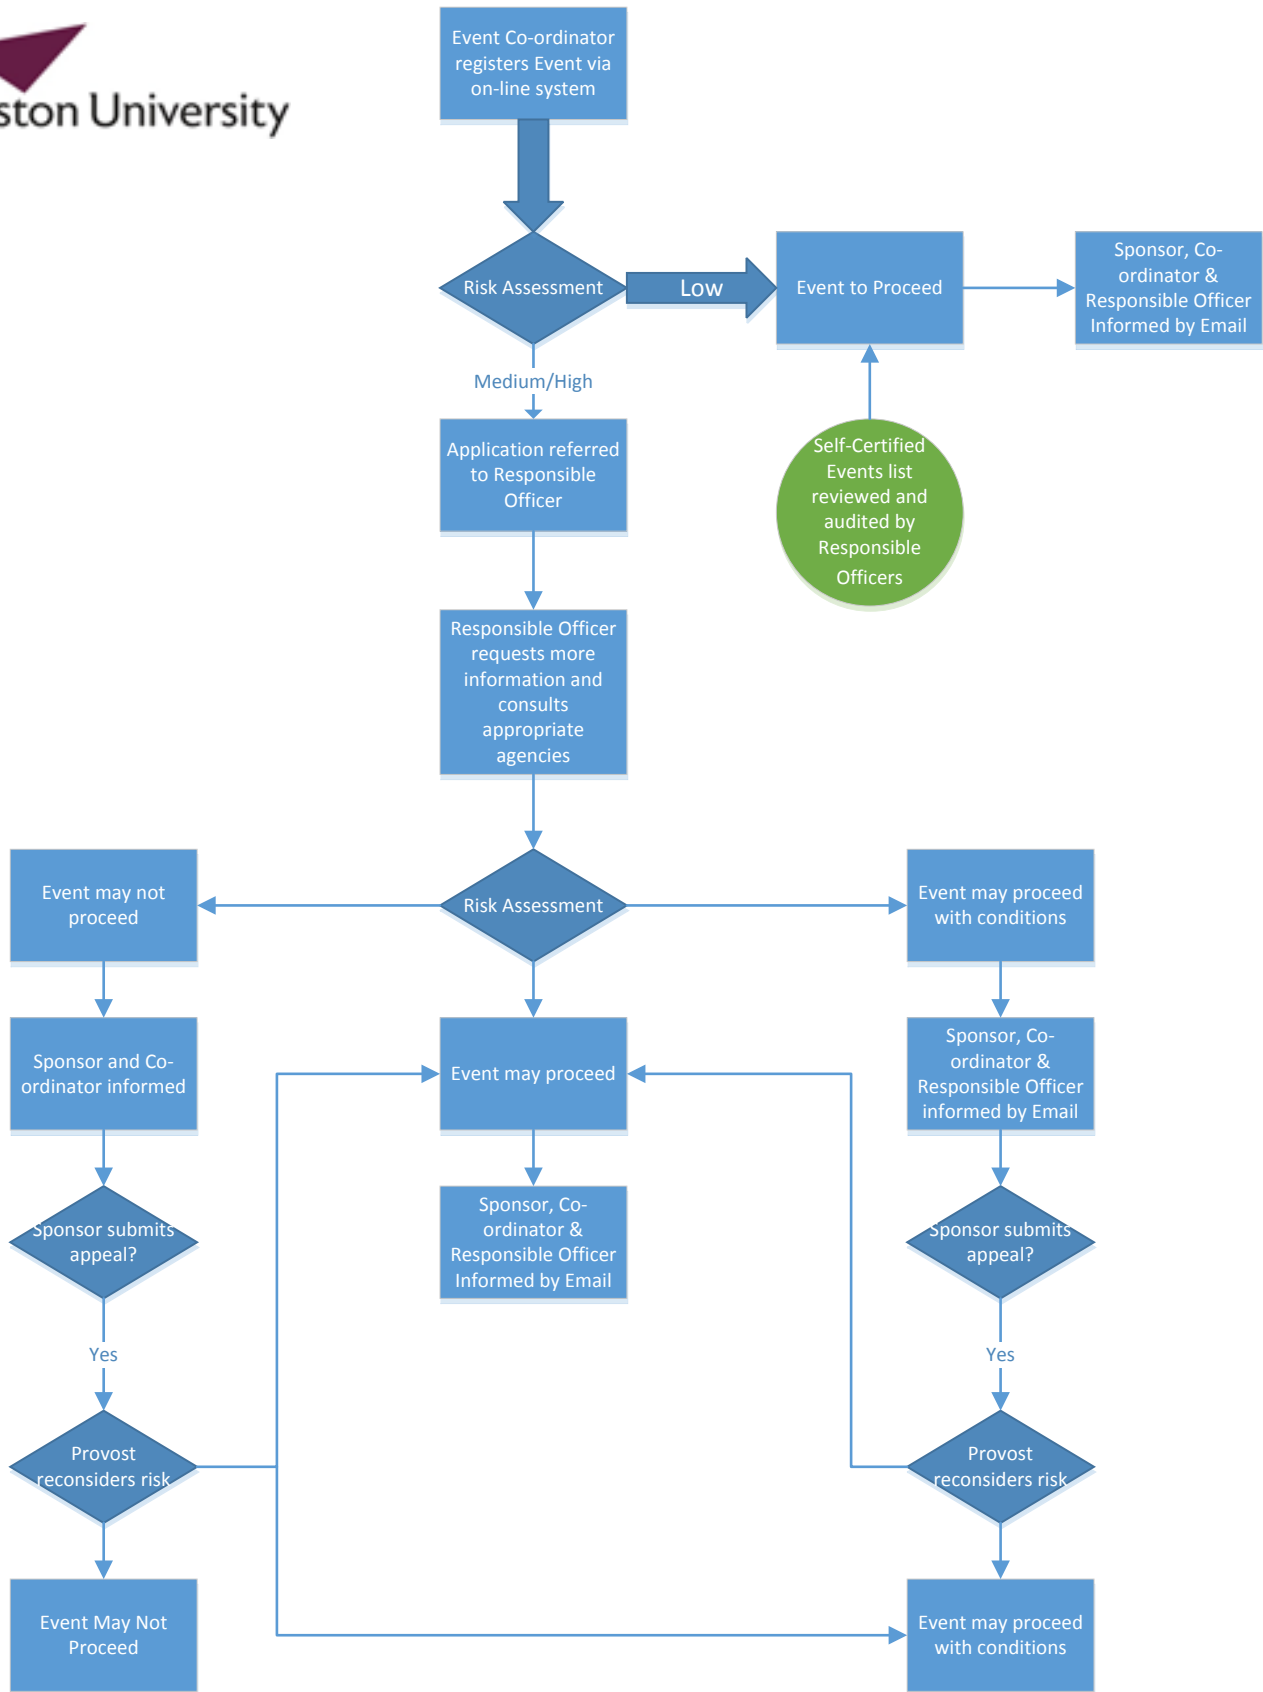 ston University
Event Co-ordinator
registers Event via
on-line system
Risk Assessment
Low
Event to Proceed
Sponsor, Co-
ordinator &
Responsible Officer
Informed by Email
Medium/High
Application referred
to Responsible
Officer
Self-Certified
Events list
reviewed and
audited by
Responsible
Officers
Responsible Officer
requests more
information and
consults
appropriate
agencies
Event may not
proceed
Risk Assessment
Event may proceed
with conditions
Sponsor and Co-
ordinator informed
Event may proceed
Sponsor, Co-
ordinator &
Responsible Officer
informed by Email
Sponsor submits
appeal?
Sponsor, Co-
ordinator &
Responsible Officer
Informed by Email
Sponsor submits
appeal?
Yes
Yes
Provost
reconsiders risk
Provost
reconsiders risk
Event May Not
Proceed
Event may proceed
with conditions